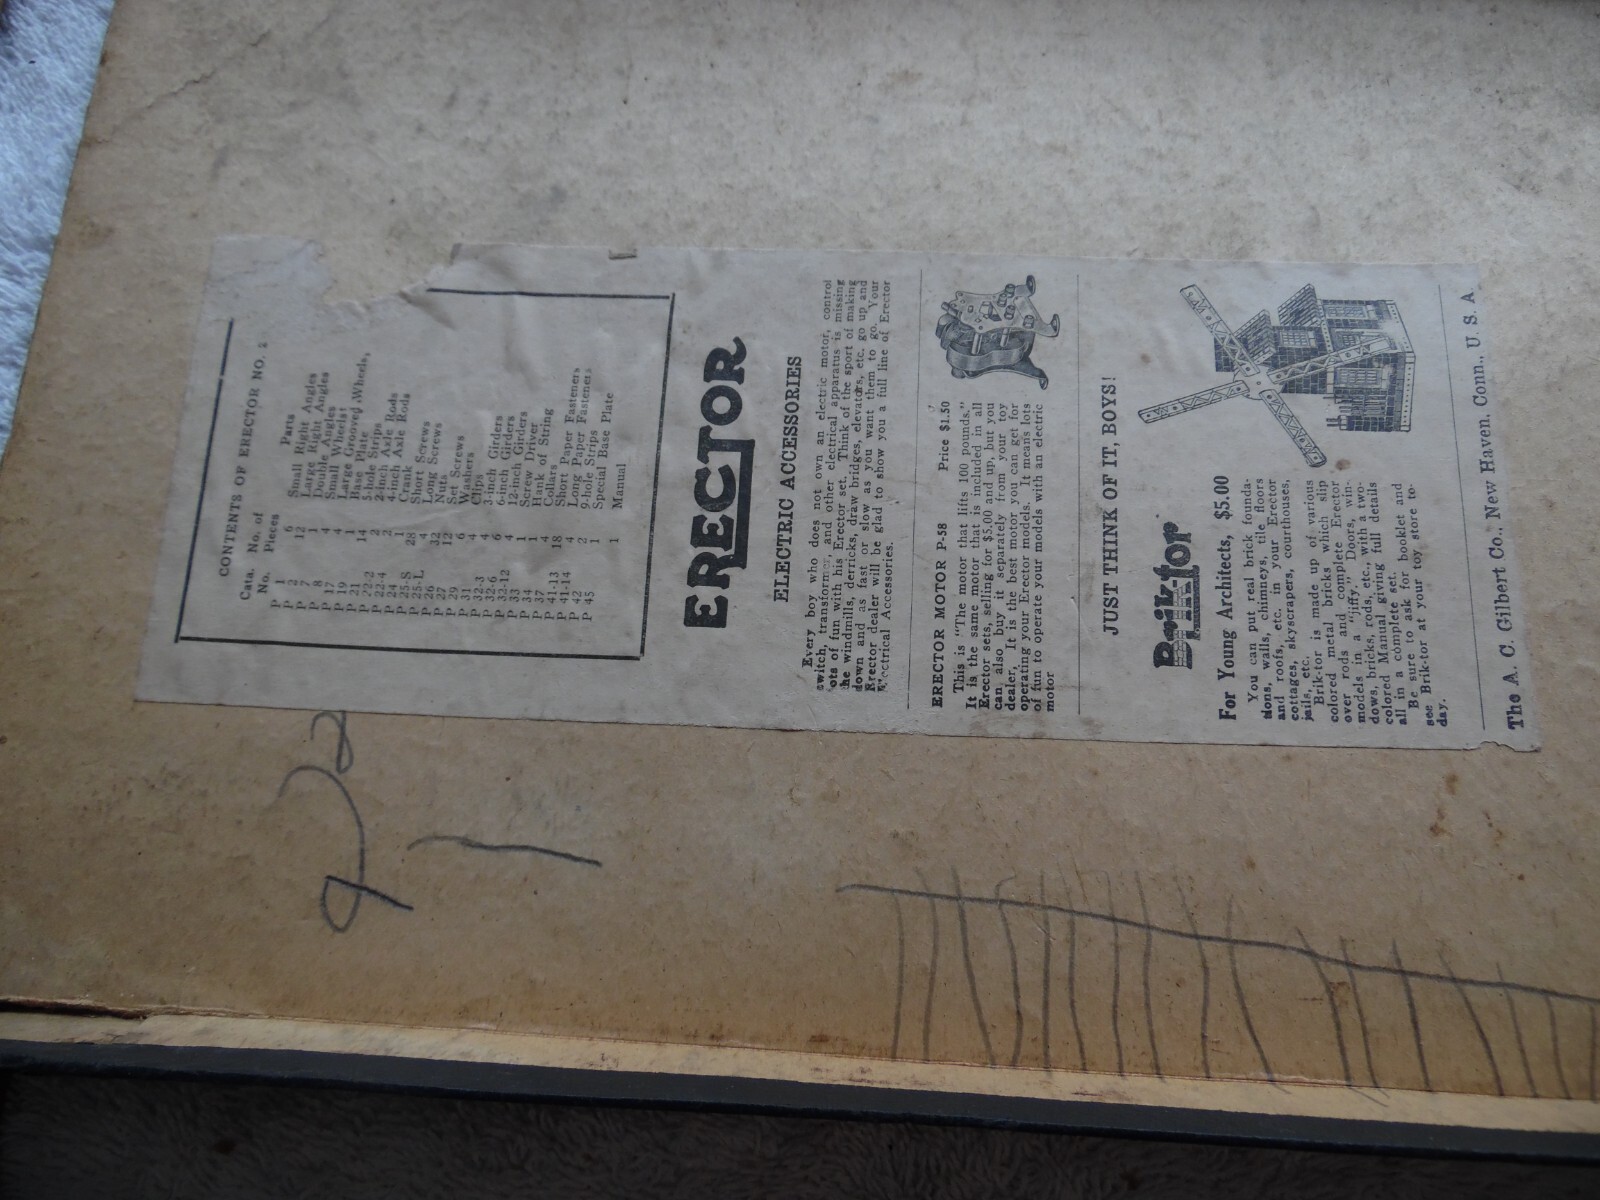 CONTENTS OF ERECTOR NO. 2
Cata. No. of
No. Pieces Parts
P 1 6 Small Right Angles
P 2 12 Large Right Angles
P 7 1 Double Angles
P 8 4 Small Wheels
P 17 4 Large Grooved Wheels,
P 19 1 Base Plate
P 21 14 5-hole Strips
P 22-2 2 2-inch Axle Rods
P 22-4 2 4-inch Axle Rods
P 24 1 Crank
P 25-S 28 Short Screws
P 25-L 4 Long Screws
P 26 32 Nuts
P 27 12 Set Screws
P 29 6 Washers
P 31 4 Clips
P 32-3 4 3-inch Girders
P 32-6 6 6-inch Girders
P 32-12 4 12-inch Girders
P 33 1 Screw Driver
P 34 1 Hank of String
P 37 4 Collars
P 41-13 18 Short Paper Fasteners
P 41-14 4 Long Paper Fasteners
P 42 2 9-hole Strips
P 45 1 Special Base Plate
1 Manual
ERECTOR
ELECTRIC ACCESSORIES
Every boy who does not own an electric motor, control
switch, transformer, and other electrical apparatus is missing
lots of fun with his Erector set. Think of the sport of making
the windmills, derricks, draw bridges, elevators, etc. go up and
down and as fast or slow as you want them to go. Your
Erector dealer will be glad to show you a full line of Erector
Electrical Accessories.
ERECTOR MOTOR P-58 Price $1.50
This is "The motor that lifts 100 pounds."
It is the same motor that is included in all
Erector sets, selling for $5.00 and up, but you
can also buy it separately from your toy
dealer. It is the best motor you can get for
operating your Erector models. It means lots
of fun to operate your models with an electric
motor
JUST THINK OF IT, BOYS!
Brik-tor
For Young Architects, $5.00
You can put real brick founda-
tions, walls, chimneys, tile floors
and roofs, etc. in your Erector
cottages, skyscrapers, courthouses,
jails, etc.
Brik-tor is made up of various
colored metal bricks which slip
over rods and complete Erector
models in a "jiffy." Doors, win-
dows, bricks, rods, etc., with a two-
colored Manual giving full details
all in a complete set.
Be sure to ask for booklet and
see Brik-tor at your toy store to-
day.
The A. C. Gilbert Co., New Haven, Conn., U. S. A.